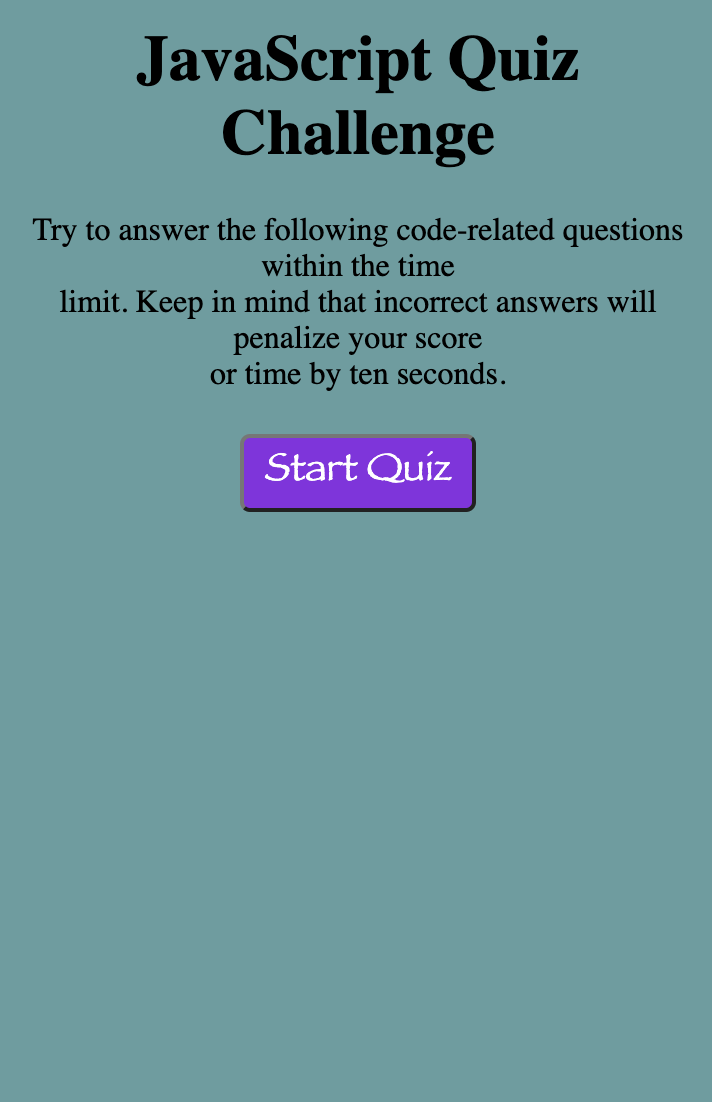 JavaScript Quiz
Challenge
Try to answer the following code-related questions
within the time
limit. Keep in mind that incorrect answers will
penalize your score
or time by ten seconds.
Start Quiz